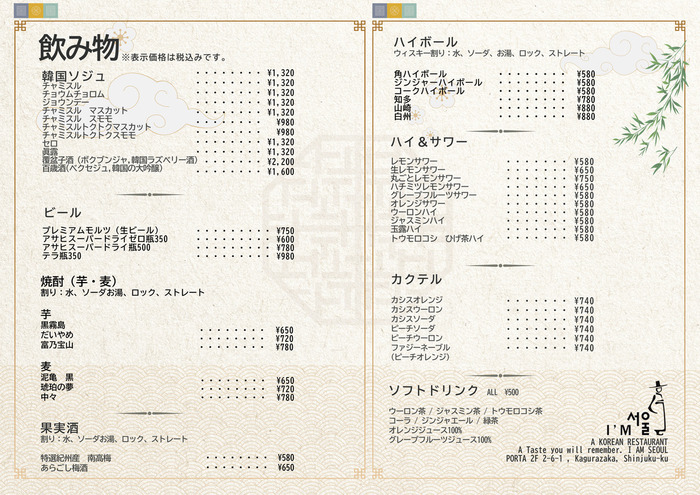 飲み物 ※表示価格は税込みです。
韓国ソジュ
チャミスル ¥1,320
チョウムチョロム ¥1,320
ジョウンデー ¥1,320
チャミスル マスカット ¥1,320
チャミスル スモモ ¥1,320
チャミスルトクトクマスカット ¥980
チャミスルトクトクスモモ ¥980
セロ ¥1,320
眞露 ¥1,320
覆盆子酒 (ボクブンジャ,韓国ラズベリー酒) ¥2,200
百歳酒(ベクセジュ,韓国の大吟醸) ¥1,600
ビール
プレミアムモルツ（生ビール） ¥750
アサヒスーパードライゼロ瓶350 ¥600
アサヒスーパードライ瓶500 ¥780
テラ瓶350 ¥980
焼酎（芋・麦）
割り：水、ソーダお湯、ロック、ストレート
芋
黒霧島 ¥650
だいやめ ¥720
富乃宝山 ¥780
麦
泥亀 黒 ¥650
琥珀の夢 ¥720
中々 ¥780
果実酒
割り：水、ソーダお湯、ロック、ストレート
特選紀州産 南高梅 ¥580
あらごし梅酒 ¥650
ハイボール
ウィスキー割り：水、ソーダ、お湯、ロック、ストレート
角ハイボール ¥580
ジンジャーハイボール ¥580
コークハイボール ¥580
知多 ¥780
山崎 ¥880
白州 ¥880
ハイ＆サワー
レモンサワー ¥580
生レモンサワー ¥650
丸ごとレモンサワー ¥750
ハチミツレモンサワー ¥650
グレープフルーツサワー ¥580
オレンジサワー ¥580
ウーロンハイ ¥580
ジャスミンハイ ¥580
玉露ハイ ¥580
トウモロコシ ひげ茶ハイ ¥580
カクテル
カシスオレンジ ¥740
カシスウーロン ¥740
カシスソーダ ¥740
ピーチソーダ ¥740
ピーチウーロン ¥740
ファジーネーブル ¥740
(ピーチオレンジ)
ソフトドリンク ALL ¥500
ウーロン茶 / ジャスミン茶 / トウモロコシ茶
コーラ / ジンジャエール / 緑茶
オレンジジュース100%
グレープフルーツジュース100%
I'M 서울
A KOREAN RESTAURANT
A Taste you will remember. I AM SEOUL
PORTA 2F 2-6-1 , Kagurazaka, Shinjuku-ku